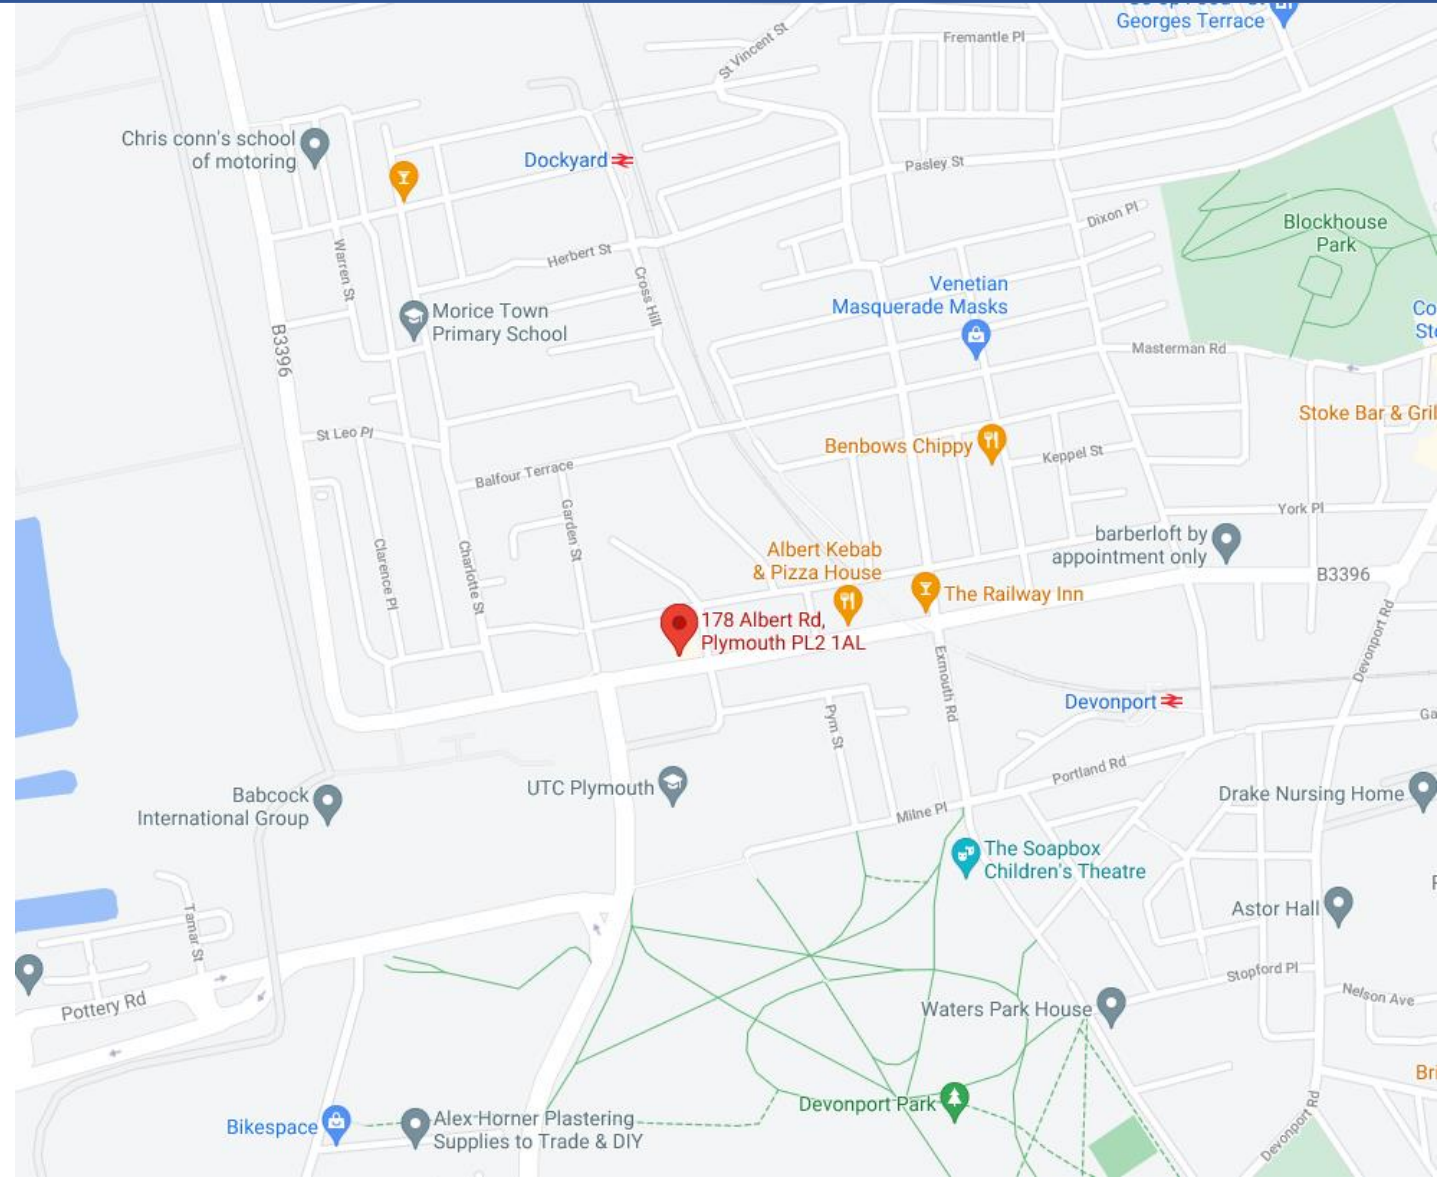 Georges Terrace
Fremantle Pl
St Vincent St
Chris conn's school
of motoring
Dockyard
Pasley St
Dixon Pl
Blockhouse
Park
Herbert St
Warren St
Cross Hill
Venetian
Masquerade Masks
Morice Town
Primary School
B3396
Masterman Rd
St Leo Pl
Stoke Bar & Gril
Benbows Chippy
Keppel St
Balfour Terrace
York Pl
Garden St
barberloft by
appointment only
Clarence Pl
Charlotte St
Albert Kebab
& Pizza House
B3396
The Railway Inn
178 Albert Rd,
Plymouth PL2 1AL
Devonport Rd
Exmouth Rd
Devonport
Pym St
Ga
Portland Rd
UTC Plymouth
Babcock
International Group
Drake Nursing Home
Milne Pl
The Soapbox
Children's Theatre
Astor Hall
Tamar St
Stopford Pl
Nelson Ave
Pottery Rd
Waters Park House
Bri
Devonport Park
Bikespace
Alex Horner Plastering
Supplies to Trade & DIY
Devonport Rd